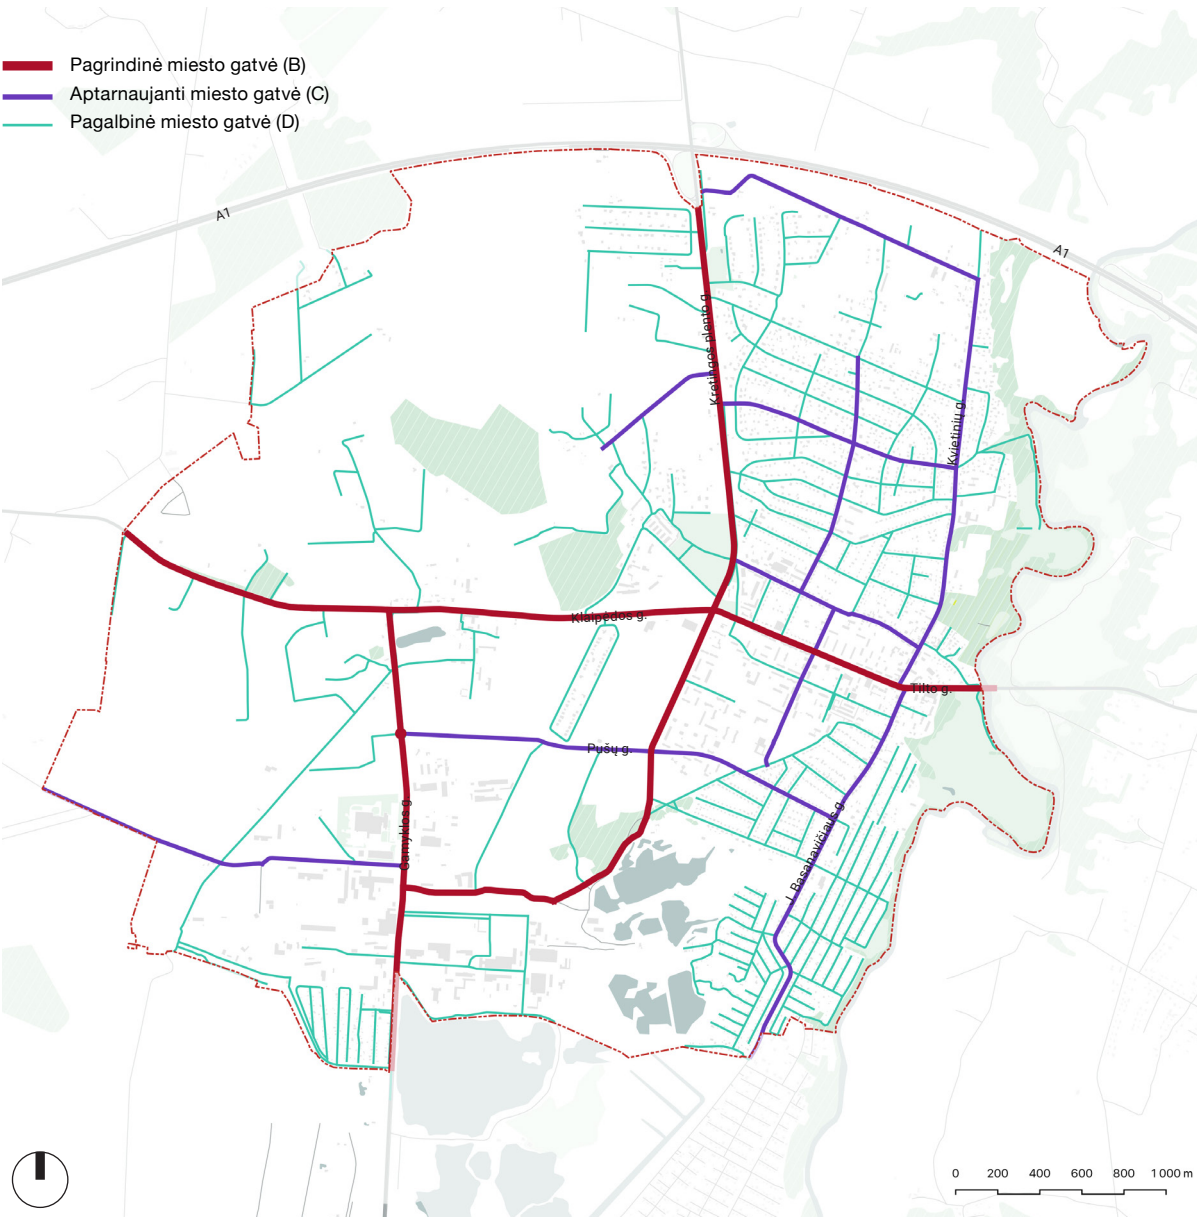 Pagrindinė miesto gatvė (B)
Aptarnaujanti miesto gatvė (C)
Pagalbinė miesto gatvė (D)
A1
A1
Kretingos plento g.
Kvietinių g.
Klaipėdos g.
Tilto g.
Pušų g.
Gamyklos g.
J. Basanavičiaus g.
0 200 400 600 800 1 000 m